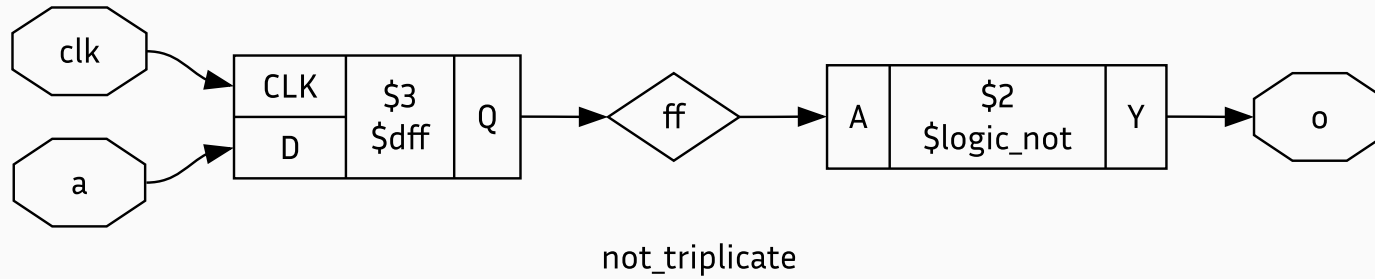 clk
a
CLK
D
$3
$dff
Q
ff
A
$2
$logic_not
Y
o
not_triplicate